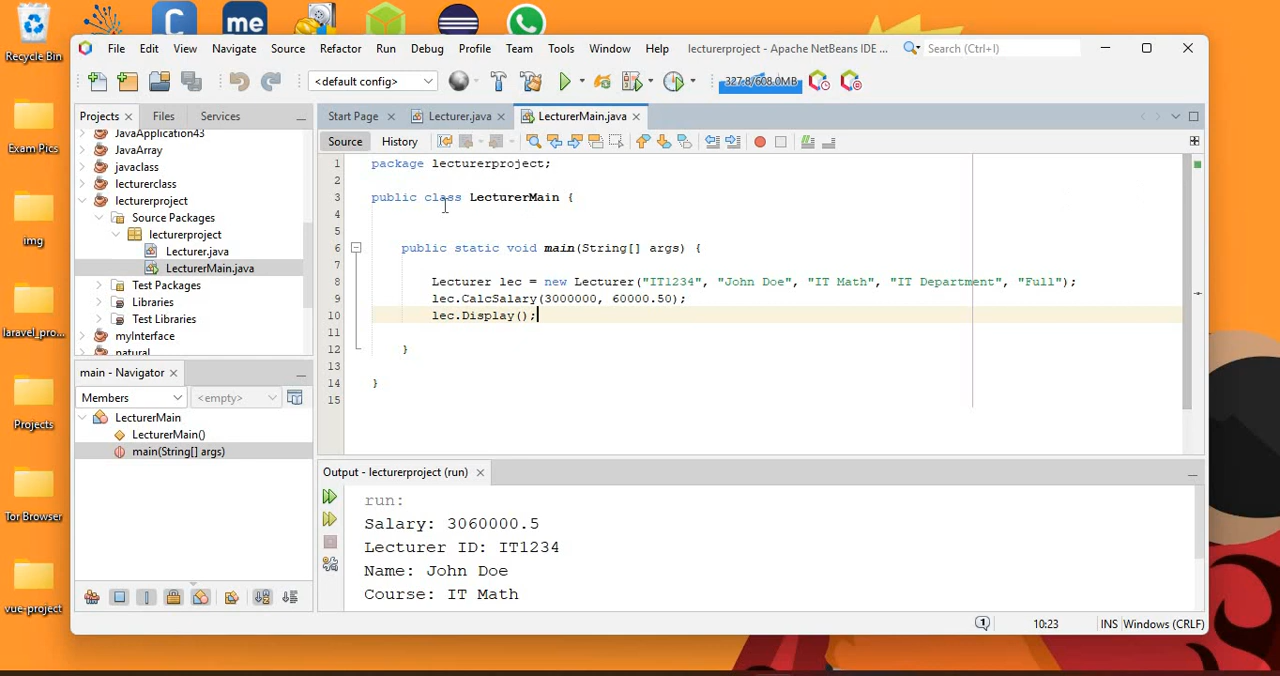 me
Recycle Bin
Exam Pics
img
laravel_pro...
Projects
Tor Browser
vue-project
File Edit View Navigate Source Refactor Run Debug Profile Team Tools Window Help lecturerproject - Apache NetBeans IDE ... Search (Ctrl+I)
<default config> 327.8/608.0MB
Projects Files Services
JavaApplication43
JavaArray
javaclass
lecturerclass
lecturerproject
Source Packages
lecturerproject
Lecturer.java
LecturerMain.java
Test Packages
Libraries
Test Libraries
myInterface
natural
main - Navigator
Members <empty>
LecturerMain
LecturerMain()
main(String[] args)
Start Page Lecturer.java LecturerMain.java
Source History
1 package lecturerproject;
2
3 public class LecturerMain {
4
5
6 public static void main(String[] args) {
7
8 Lecturer lec = new Lecturer("IT1234", "John Doe", "IT Math", "IT Department", "Full");
9 lec.CalcSalary(3000000, 60000.50);
10 lec.Display();
11
12 }
13
14 }
15
Output - lecturerproject (run)
run:
Salary: 3060000.5
Lecturer ID: IT1234
Name: John Doe
Course: IT Math
1 10:23 INS Windows (CRLF)